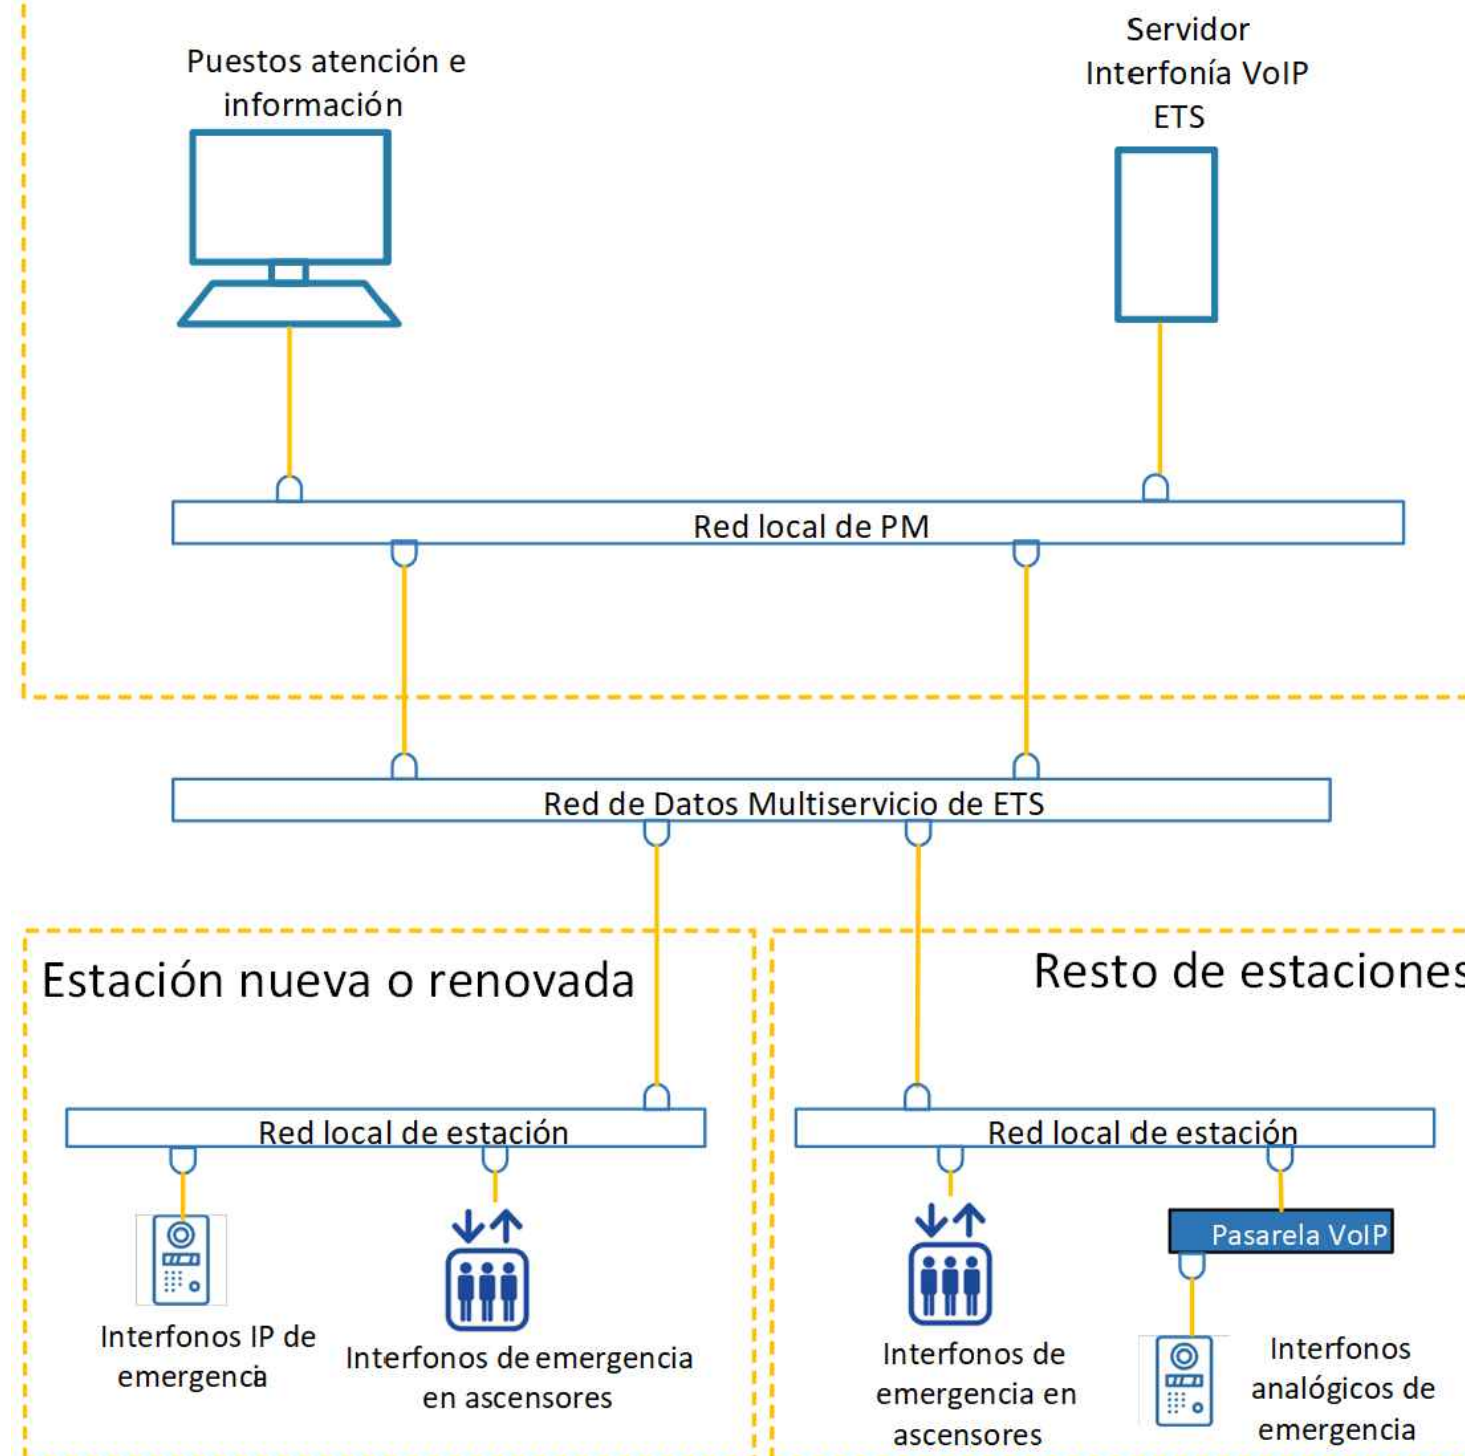 Puestos atención e
información
Servidor
Interfonía VoIP
ETS
Red local de PM
Red de Datos Multiservicio de ETS
Estación nueva o renovada
Resto de estaciones
Red local de estación
Red local de estación
Pasarela VoIP
Interfonos IP de
emergencia
Interfonos de emergencia
en ascensores
Interfonos de
emergencia en
ascensores
Interfonos
analógicos de
emergencia